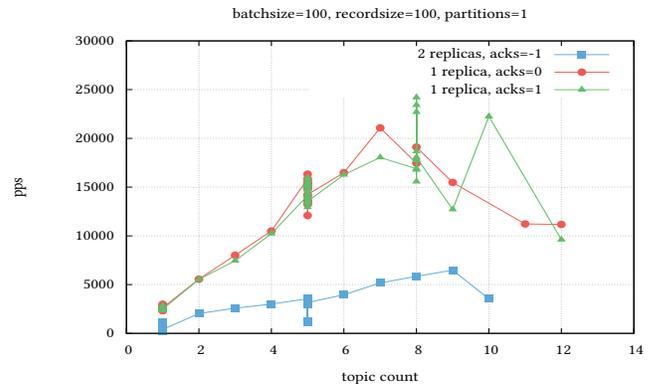 batchsize=100, recordsize=100, partitions=1
30000
25000
20000
15000
10000
5000
0
pps
2 replicas, acks=-1
1 replica, acks=0
1 replica, acks=1
0 2 4 6 8 10 12 14
topic count